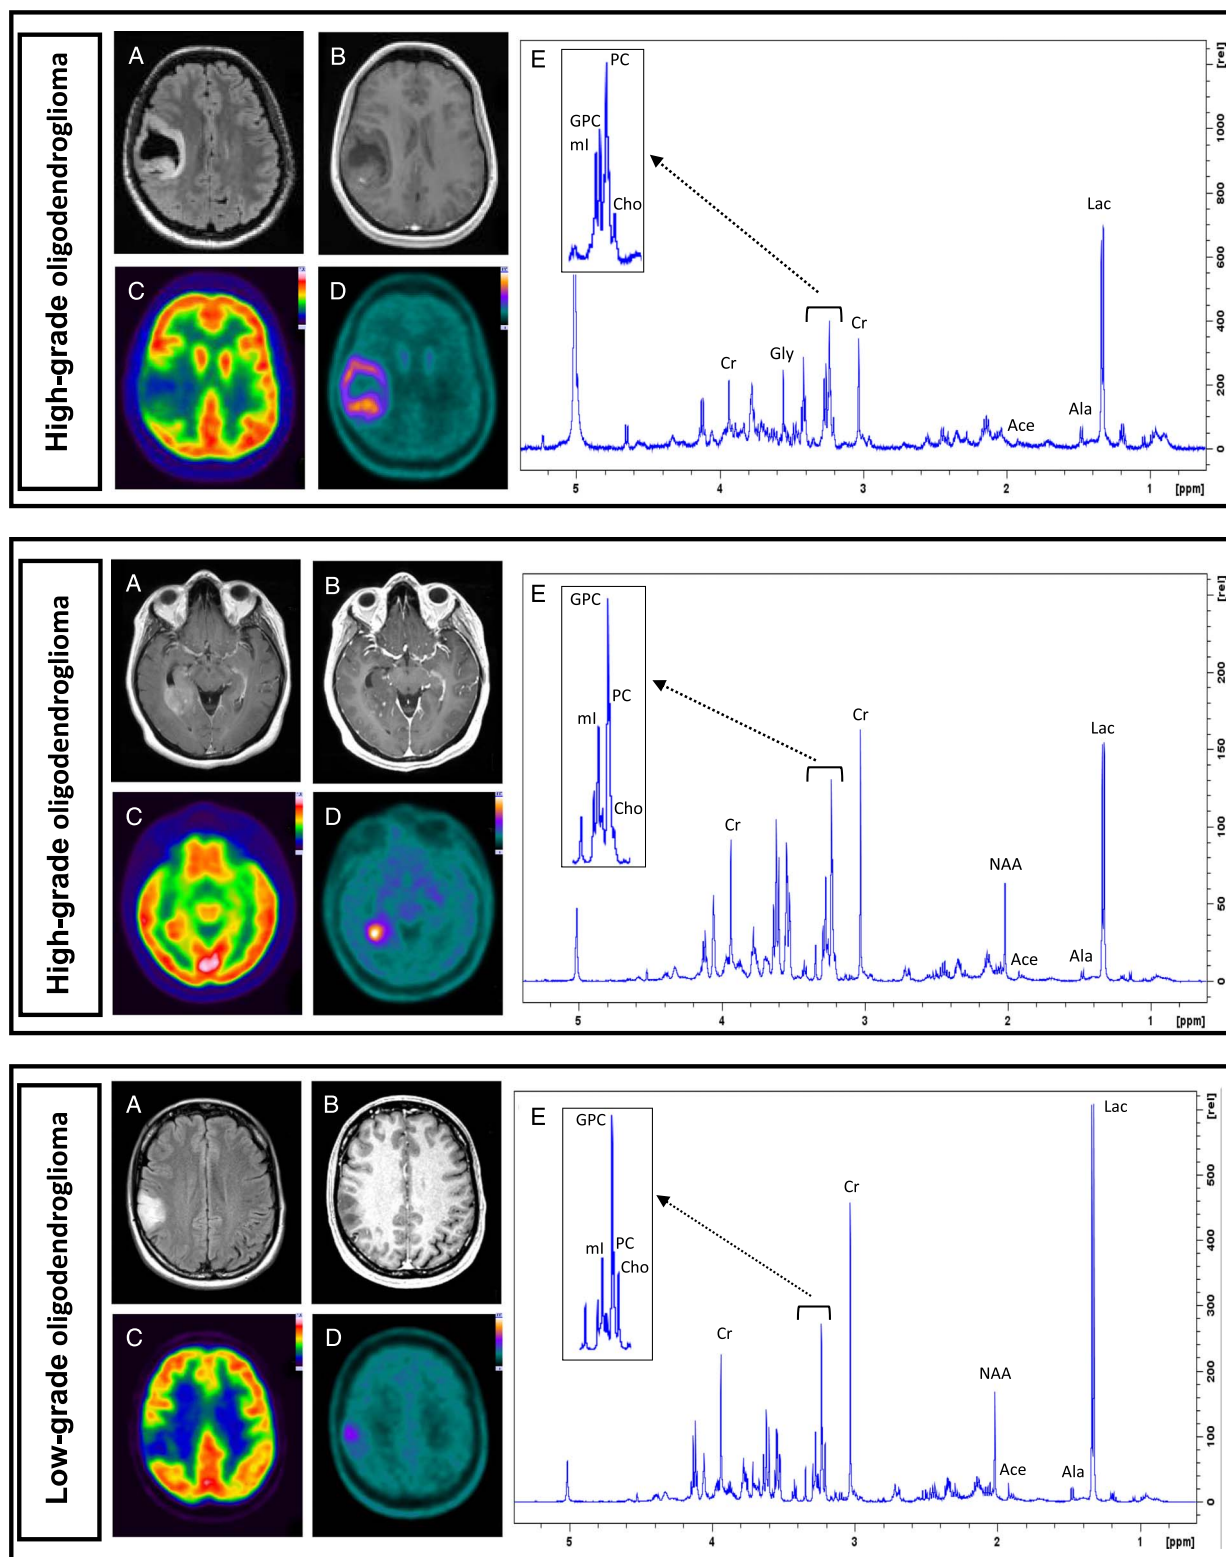 High-grade oligodendroglioma
A
B
C
D
E
PC
GPC
mI
Cho
Cr
Gly
Cr
Ace
Ala
Lac
[rel]
1000
800
600
400
200
0
5
4
3
2
1
[ppm]
High-grade oligodendroglioma
A
B
C
D
E
GPC
PC
mI
Cho
Cr
Cr
NAA
Ace
Ala
Lac
[rel]
200
150
100
50
0
5
4
3
2
1
[ppm]
Low-grade oligodendroglioma
A
B
C
D
E
GPC
mI
PC
Cho
Cr
Cr
NAA
Ace
Ala
Lac
[rel]
500
400
300
200
100
0
5
4
3
2
1
[ppm]